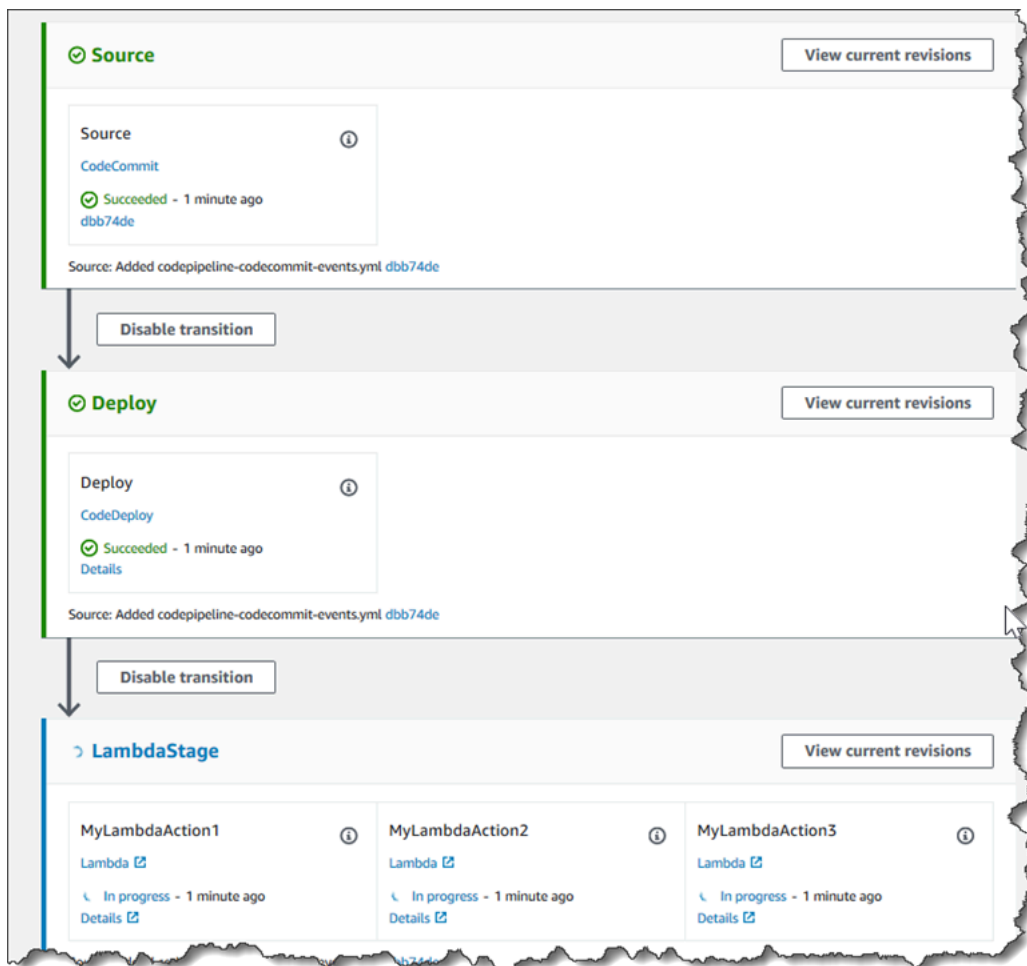 Source View current revisions
Source
CodeCommit
Succeeded - 1 minute ago
dbb74de
Source: Added codepipeline-codecommit-events.yml dbb74de
Disable transition
Deploy View current revisions
Deploy
CodeDeploy
Succeeded - 1 minute ago
Details
Source: Added codepipeline-codecommit-events.yml dbb74de
Disable transition
LambdaStage View current revisions
MyLambdaAction1 MyLambdaAction2 MyLambdaAction3
Lambda Lambda Lambda
In progress - 1 minute ago In progress - 1 minute ago In progress - 1 minute ago
Details Details Details